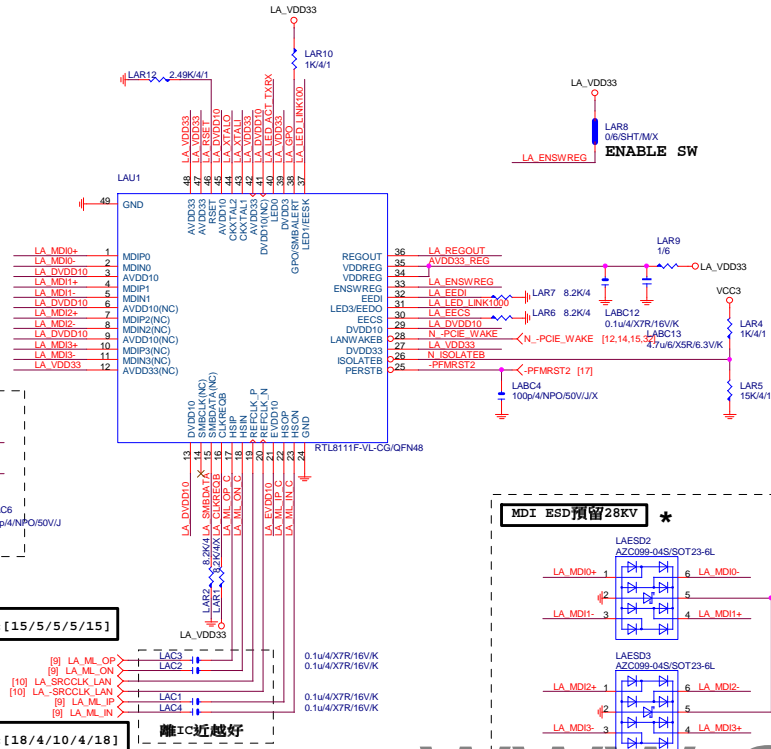 LA_VDD33
LAR10
1K/4/1
LAR12 2.49K/4/1
LA_VDD33
LA_VDD33
LA_RSET
LA_DVDD10
LA_XTALO
LA_XTALI
LA_VDD33
LA_DVDD10
LA_LED_ACT_TXRX
LA_VDD33
LA_GPO
LA_LED_LINK100
LA_VDD33
LAR8
0/6/SHT/M/X
ENABLE SW
LA_ENSWREG
LAU1
48 47 46 45 44 43 42 41 40 39 38 37
AVDD33
AVDD33
RSET
AVDD10
CKXTAL2
CKXTAL1
AVDD33
DVDD10(NC)
LED0
DVDD33
GPO/SMBALERT
LED1/EESK
49 GND
LA_MDI0+ 1 MDIP0
LA_MDI0- 2 MDIN0
LA_DVDD10 3 AVDD10
LA_MDI1+ 4 MDIP1
LA_MDI1- 5 MDIN1
LA_DVDD10 6 AVDD10(NC)
LA_MDI2+ 7 MDIP2(NC)
LA_MDI2- 8 MDIN2(NC)
LA_DVDD10 9 AVDD10(NC)
LA_MDI3+ 10 MDIP3(NC)
LA_MDI3- 11 MDIN3(NC)
LA_VDD33 12 AVDD33(NC)
REGOUT 36 LA_REGOUT
VDDREG 35 AVDD33_REG
VDDREG 34
ENSWREG 33 LA_ENSWREG
EEDI 32 LA_EEDI
LED3/EEDO 31 LA_LED_LINK1000
EECS 30 LA_EECS
DVDD10 29 LA_DVDD10
LANWAKEB 28 N_-PCIE_WAKE
DVDD33 27 LA_VDD33
ISOLATEB 26 N_ISOLATEB
PERSTB 25 -PFMRST2
LAR9
1/6
LA_VDD33
LAR7 8.2K/4
LAR6 8.2K/4
LABC12
0.1u/4/X7R/16V/K
LABC13
4.7u/6/X5R/6.3V/K
VCC3
LAR4
1K/4/1
N_-PCIE_WAKE
-PFMRST2 [17]
LABC4
100p/4/NPO/50V/J/X
LAR5
15K/4/1
DVDD10
SMBCLK(NC)
SMBDATA(NC)
CLKREQB
HSIP
HSIN
REFCLK_P
REFCLK_N
EVDD10
HSOP
HSON
GND
RTL8111F-VL-CG/QFN48
13 14 15 16 17 18 19 20 21 22 23 24
LA_DVDD10
LA_SMBDATA
LA_CLKREQB
LA_ML_OP_C
LA_ML_ON_C
LA_EVDD10
LA_ML_IP_C
LA_ML_IN_C
8.2K/4
8.2K/4/X
LAR2
LAR1
LA_VDD33
C6
p/4/NPO/50V/J
[15/5/5/5/15]
[9] LA_ML_OP LAC3 0.1u/4/X7R/16V/K
[9] LA_ML_ON LAC2 0.1u/4/X7R/16V/K
[10] LA_SRCCLK_LAN
[10] LA_-SRCCLK_LAN
[9] LA_ML_IP LAC1 0.1u/4/X7R/16V/K
[9] LA_ML_IN LAC4 0.1u/4/X7R/16V/K
離IC近越好
[18/4/10/4/18]
MDI ESD預留28KV *
LAESD2
AZC099-04S/SOT23-6L
LA_MDI0+ 1 6 LA_MDI0-
2 5
LA_MDI1- 3 4 LA_MDI1+
LAESD3
AZC099-04S/SOT23-6L
LA_MDI2+ 1 6 LA_MDI2-
2 5
LA_MDI3- 3 4 LA_MDI3+